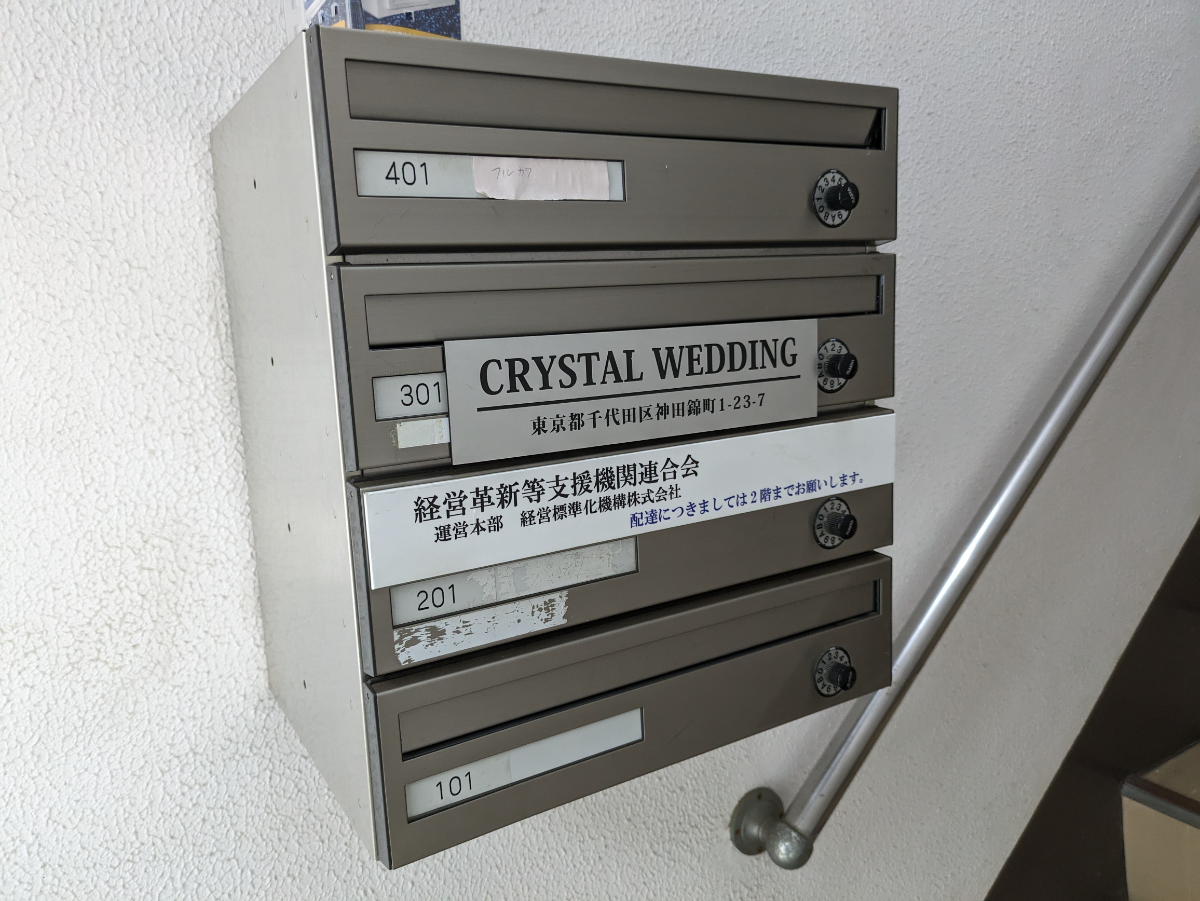 401
フルカワ
301
CRYSTAL WEDDING
東京都千代田区神田錦町1-23-7
経営革新等支援機関連合会
運営本部 経営標準化機構株式会社
配達につきましては2階までお願いします。
201
101